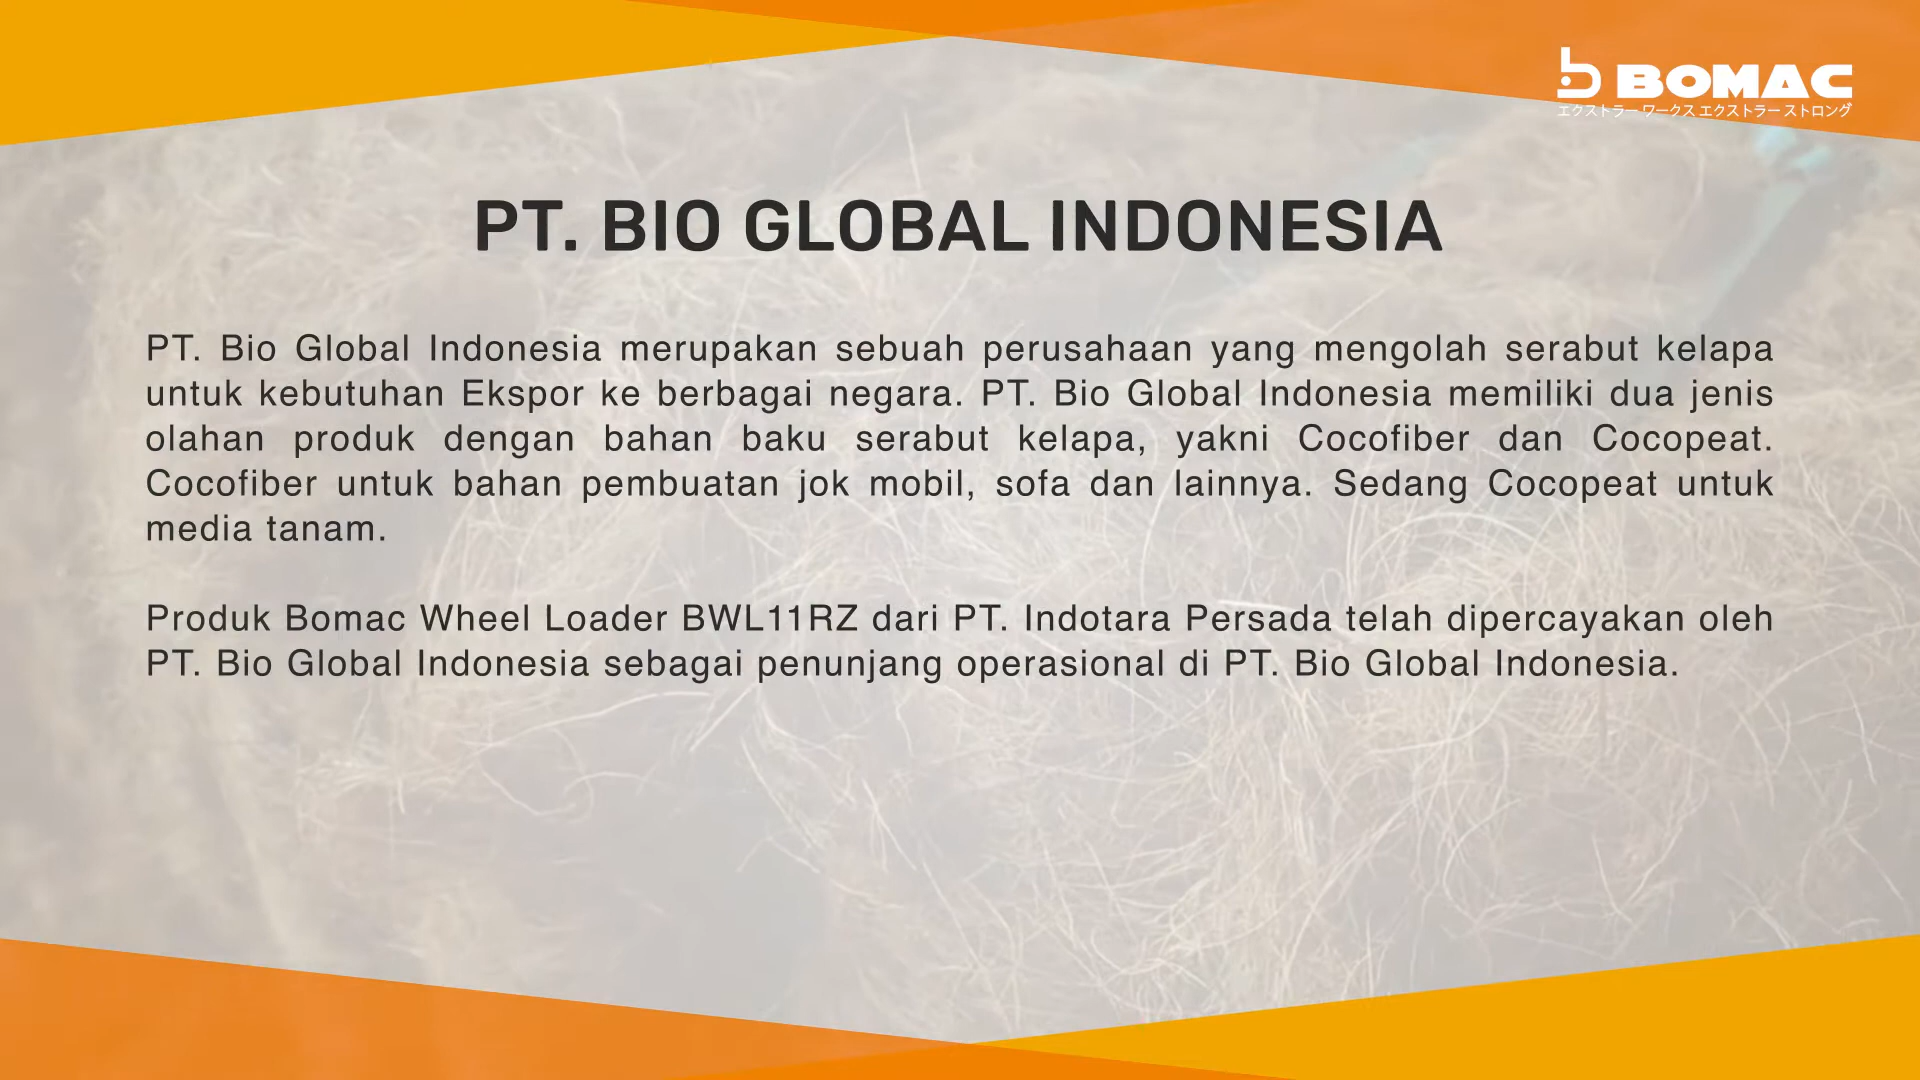 BOMAC
エクストラー ワークス エクストラー ストロング
PT. BIO GLOBAL INDONESIA
PT. Bio Global Indonesia merupakan sebuah perusahaan yang mengolah serabut kelapa
untuk kebutuhan Ekspor ke berbagai negara. PT. Bio Global Indonesia memiliki dua jenis
olahan produk dengan bahan baku serabut kelapa, yakni Cocofiber dan Cocopeat.
Cocofiber untuk bahan pembuatan jok mobil, sofa dan lainnya. Sedang Cocopeat untuk
media tanam.
Produk Bomac Wheel Loader BWL11RZ dari PT. Indotara Persada telah dipercayakan oleh
PT. Bio Global Indonesia sebagai penunjang operasional di PT. Bio Global Indonesia.